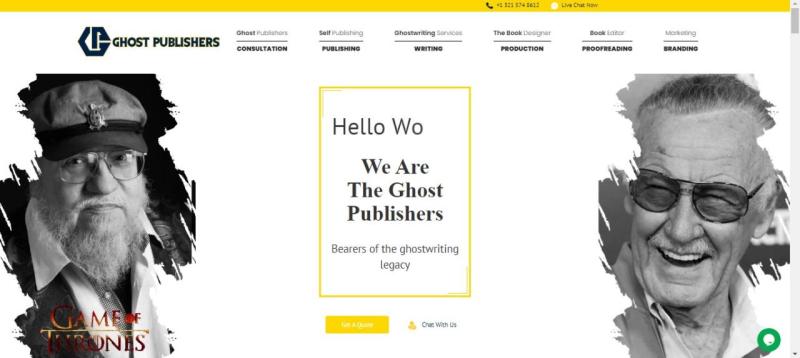 +1 321 574 8612 Live Chat Now
GHOST PUBLISHERS
Ghost Publishers Self Publishing Ghostwriting Services The Book Designer Book Editor Marketing
CONSULTATION PUBLISHING WRITING PRODUCTION PROOFREADING BRANDING
Hello Wo
We Are
The Ghost
Publishers
Bearers of the ghostwriting
legacy
Get A Quote Chat With Us
GAME OF
THRONES